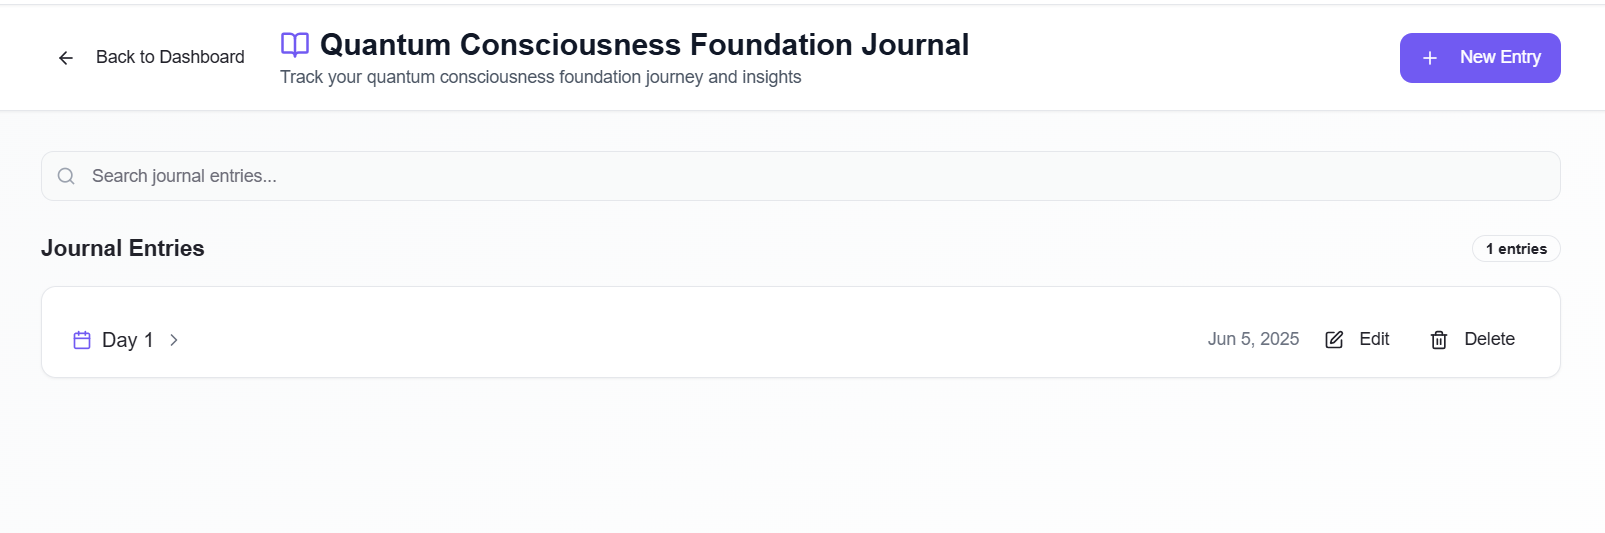 Back to Dashboard
Quantum Consciousness Foundation Journal
Track your quantum consciousness foundation journey and insights
New Entry
Search journal entries...
Journal Entries
1 entries
Day 1
Jun 5, 2025
Edit
Delete